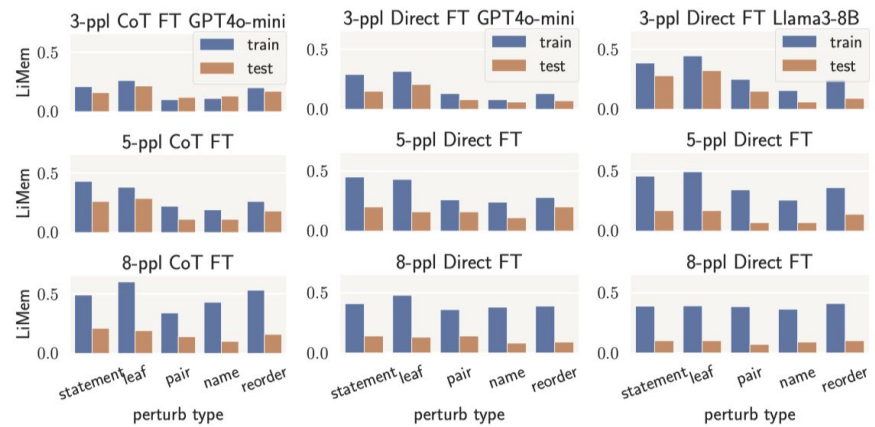 3-ppl CoT FT GPT4o-mini
3-ppl Direct FT GPT4o-mini
3-ppl Direct FT Llama3-8B
LiMem
0.5
0.0
train
test
0.5
0.0
train
test
0.5
0.0
train
test
5-ppl CoT FT
5-ppl Direct FT
5-ppl Direct FT
LiMem
0.5
0.0
0.5
0.0
0.5
0.0
8-ppl CoT FT
8-ppl Direct FT
8-ppl Direct FT
LiMem
0.5
0.0
0.5
0.0
0.5
0.0
statement leaf pair name reorder
statement leaf pair name reorder
statement leaf pair name reorder
perturb type
perturb type
perturb type